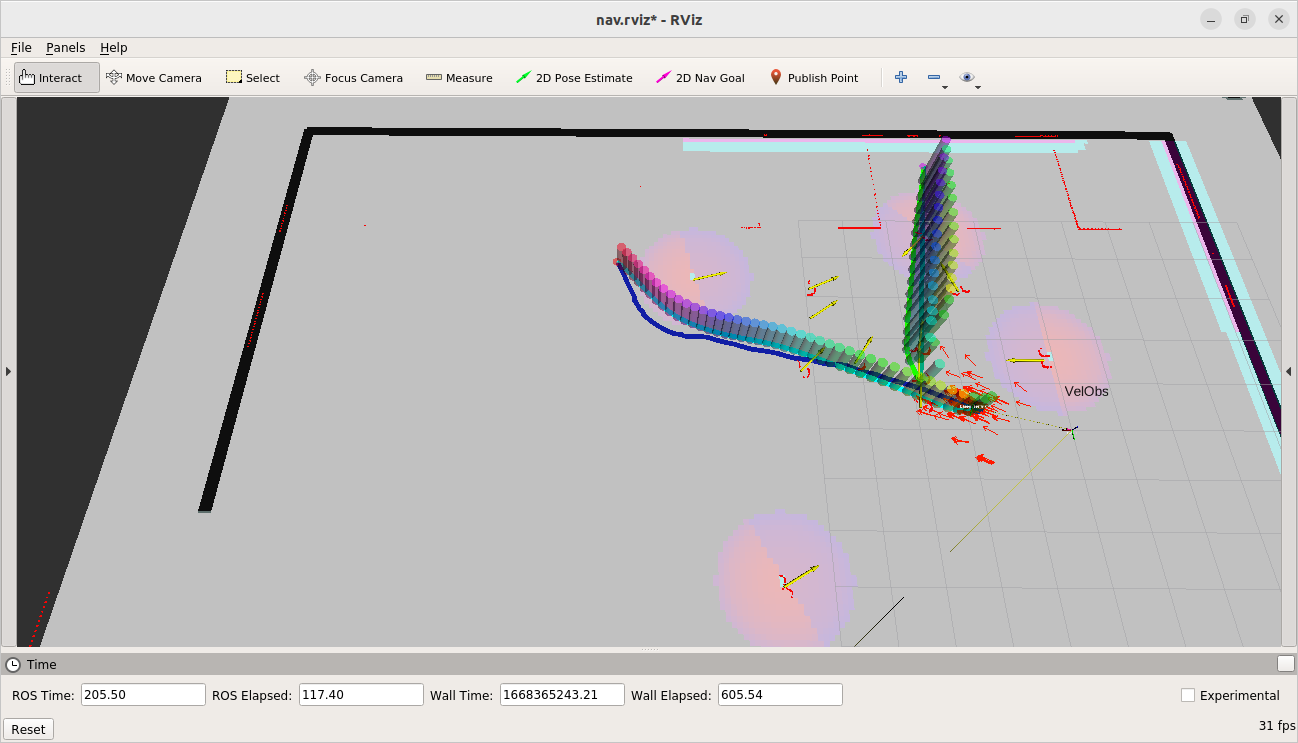 nav.rviz* - RViz
File Panels Help
Interact Move Camera Select Focus Camera Measure 2D Pose Estimate 2D Nav Goal Publish Point
VelObs
Time
ROS Time: 205.50 ROS Elapsed: 117.40 Wall Time: 1668365243.21 Wall Elapsed: 605.54 Experimental
Reset 31 fps